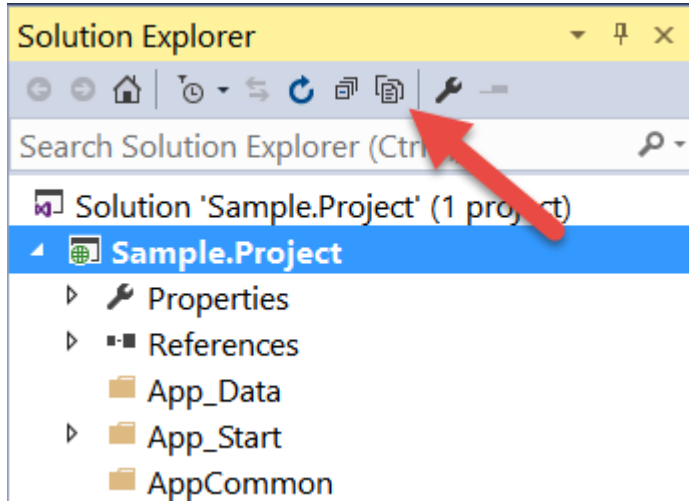 Solution Explorer
Search Solution Explorer (Ctrl
Solution 'Sample.Project' (1 project)
Sample.Project
Properties
References
App_Data
App_Start
AppCommon